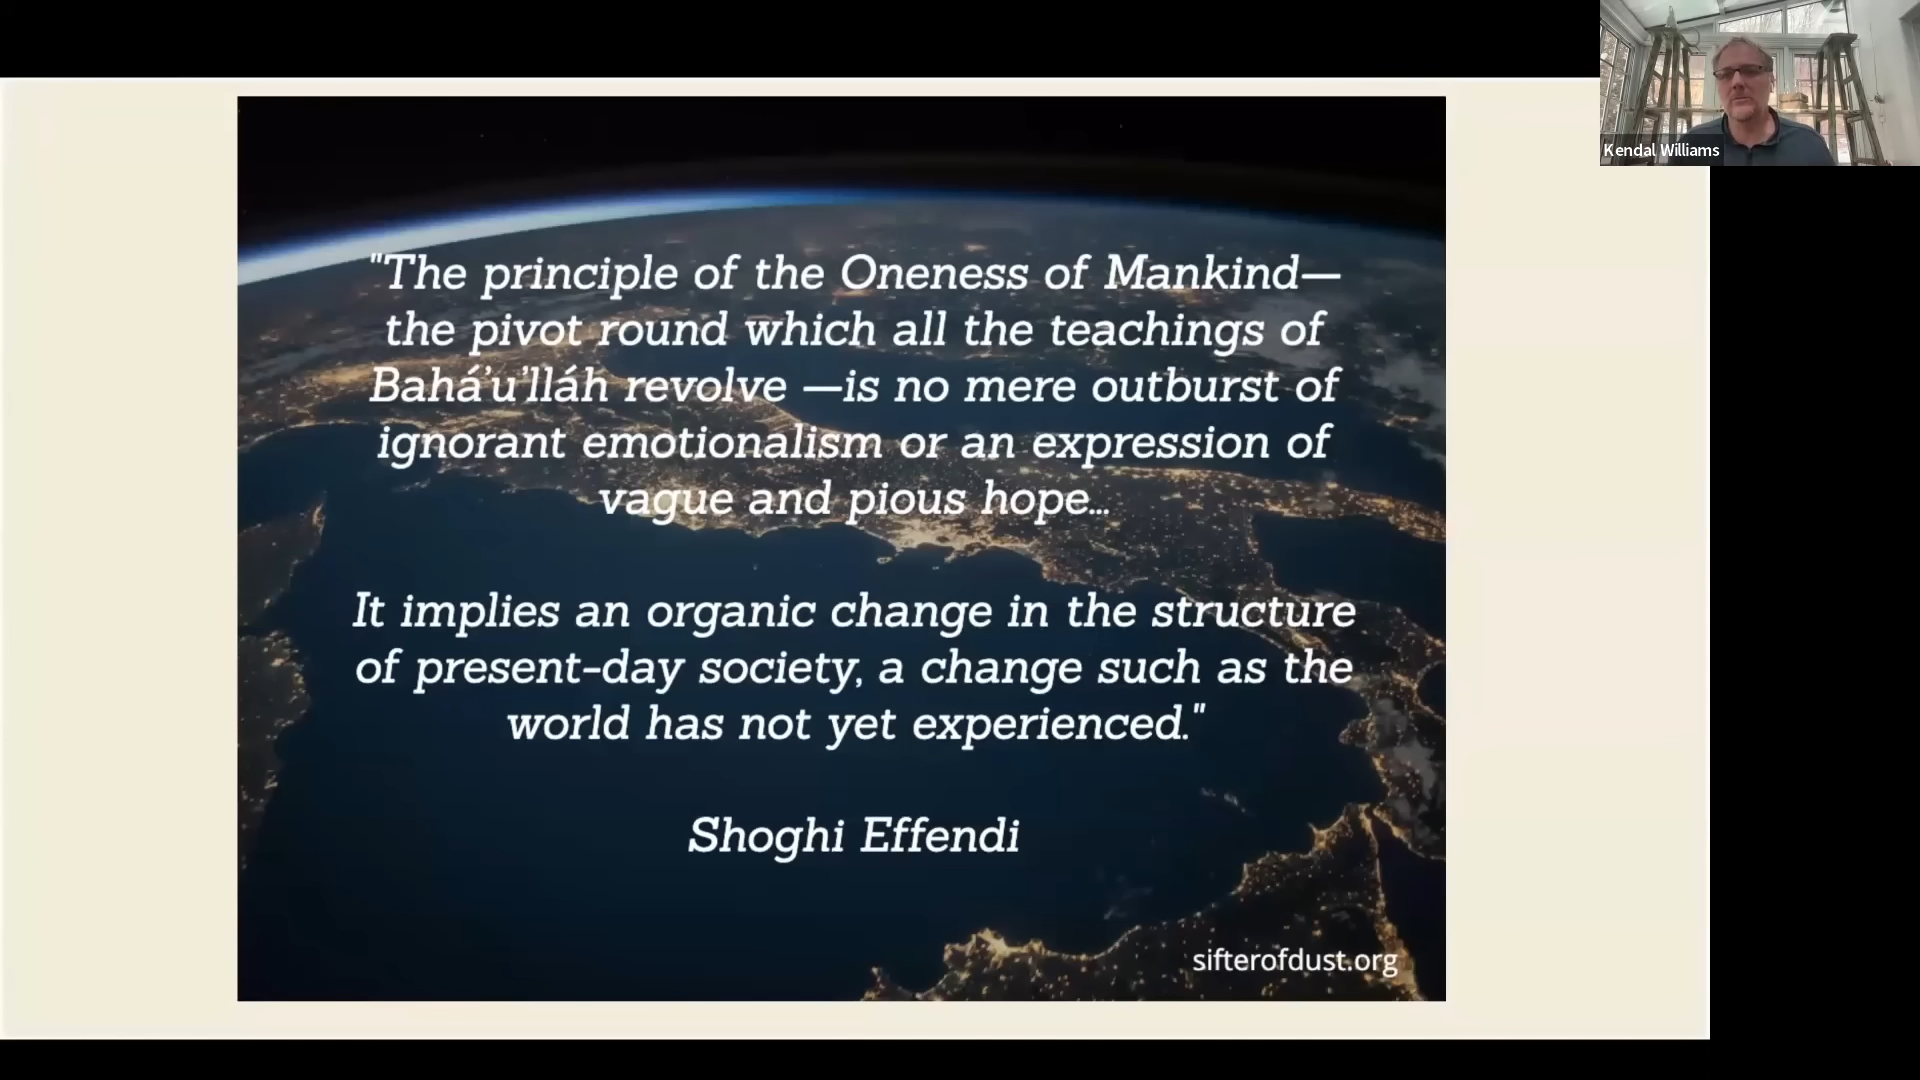 "The principle of the Oneness of Mankind—
the pivot round which all the teachings of
Bahá’u’lláh revolve —is no mere outburst of
ignorant emotionalism or an expression of
vague and pious hope...
It implies an organic change in the structure
of present-day society, a change such as the
world has not yet experienced."
Shoghi Effendi
sifterofdust.org
Kendal Williams